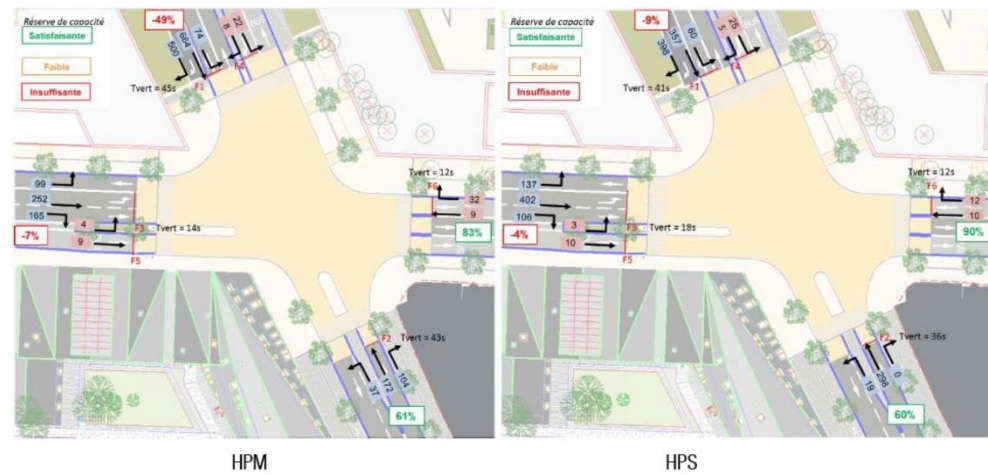 Réserve de capacité
Satisfaisante
Faible
Insuffisante
-49%
500
664
74
8
22
F4
F1
Tvert = 45s
99
252
165
4
9
-7%
F3
Tvert = 14s
F5
Tvert = 12s
F6
32
9
83%
Tvert = 43s
F2
37
172
104
61%
HPM
Réserve de capacité
Satisfaisante
Faible
Insuffisante
-9%
398
357
60
5
25
F4
F1
Tvert = 41s
137
402
106
3
10
-4%
F3
Tvert = 18s
F5
Tvert = 12s
F6
12
10
90%
Tvert = 36s
F2
19
298
0
60%
HPS